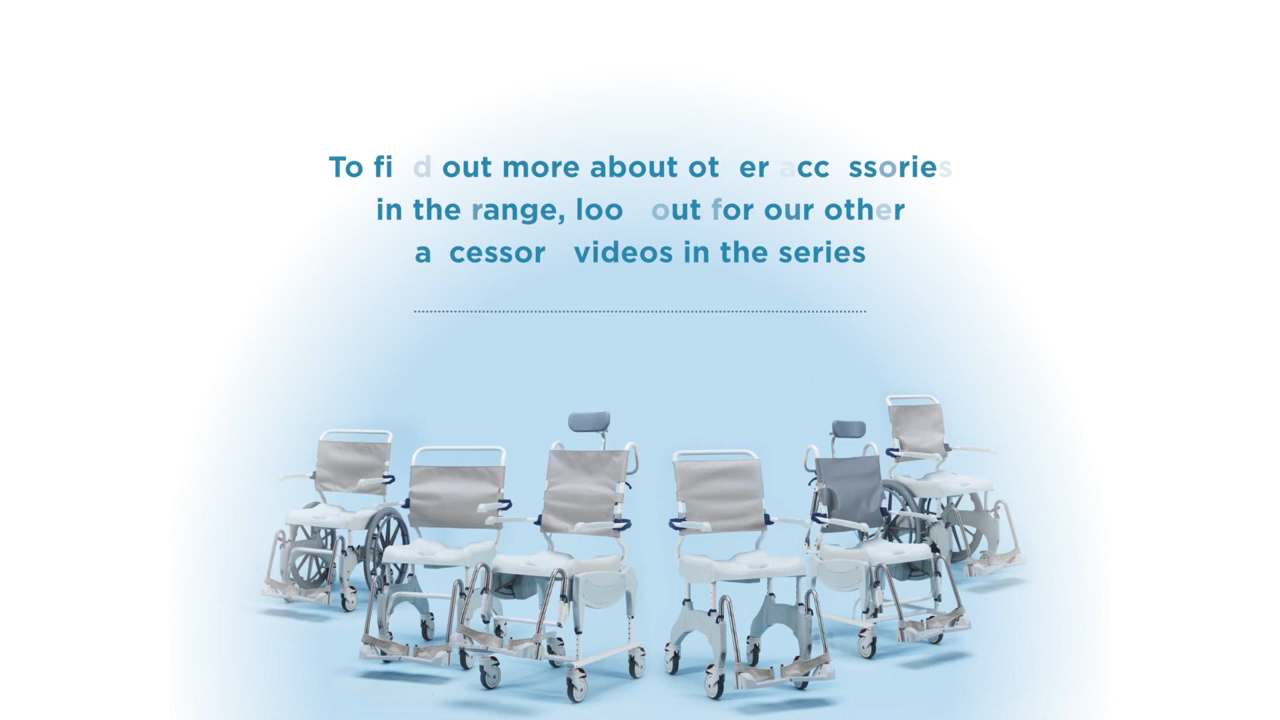 To fi d out more about ot er acc ssories
in the range, loo out for our other
a cessor videos in the series